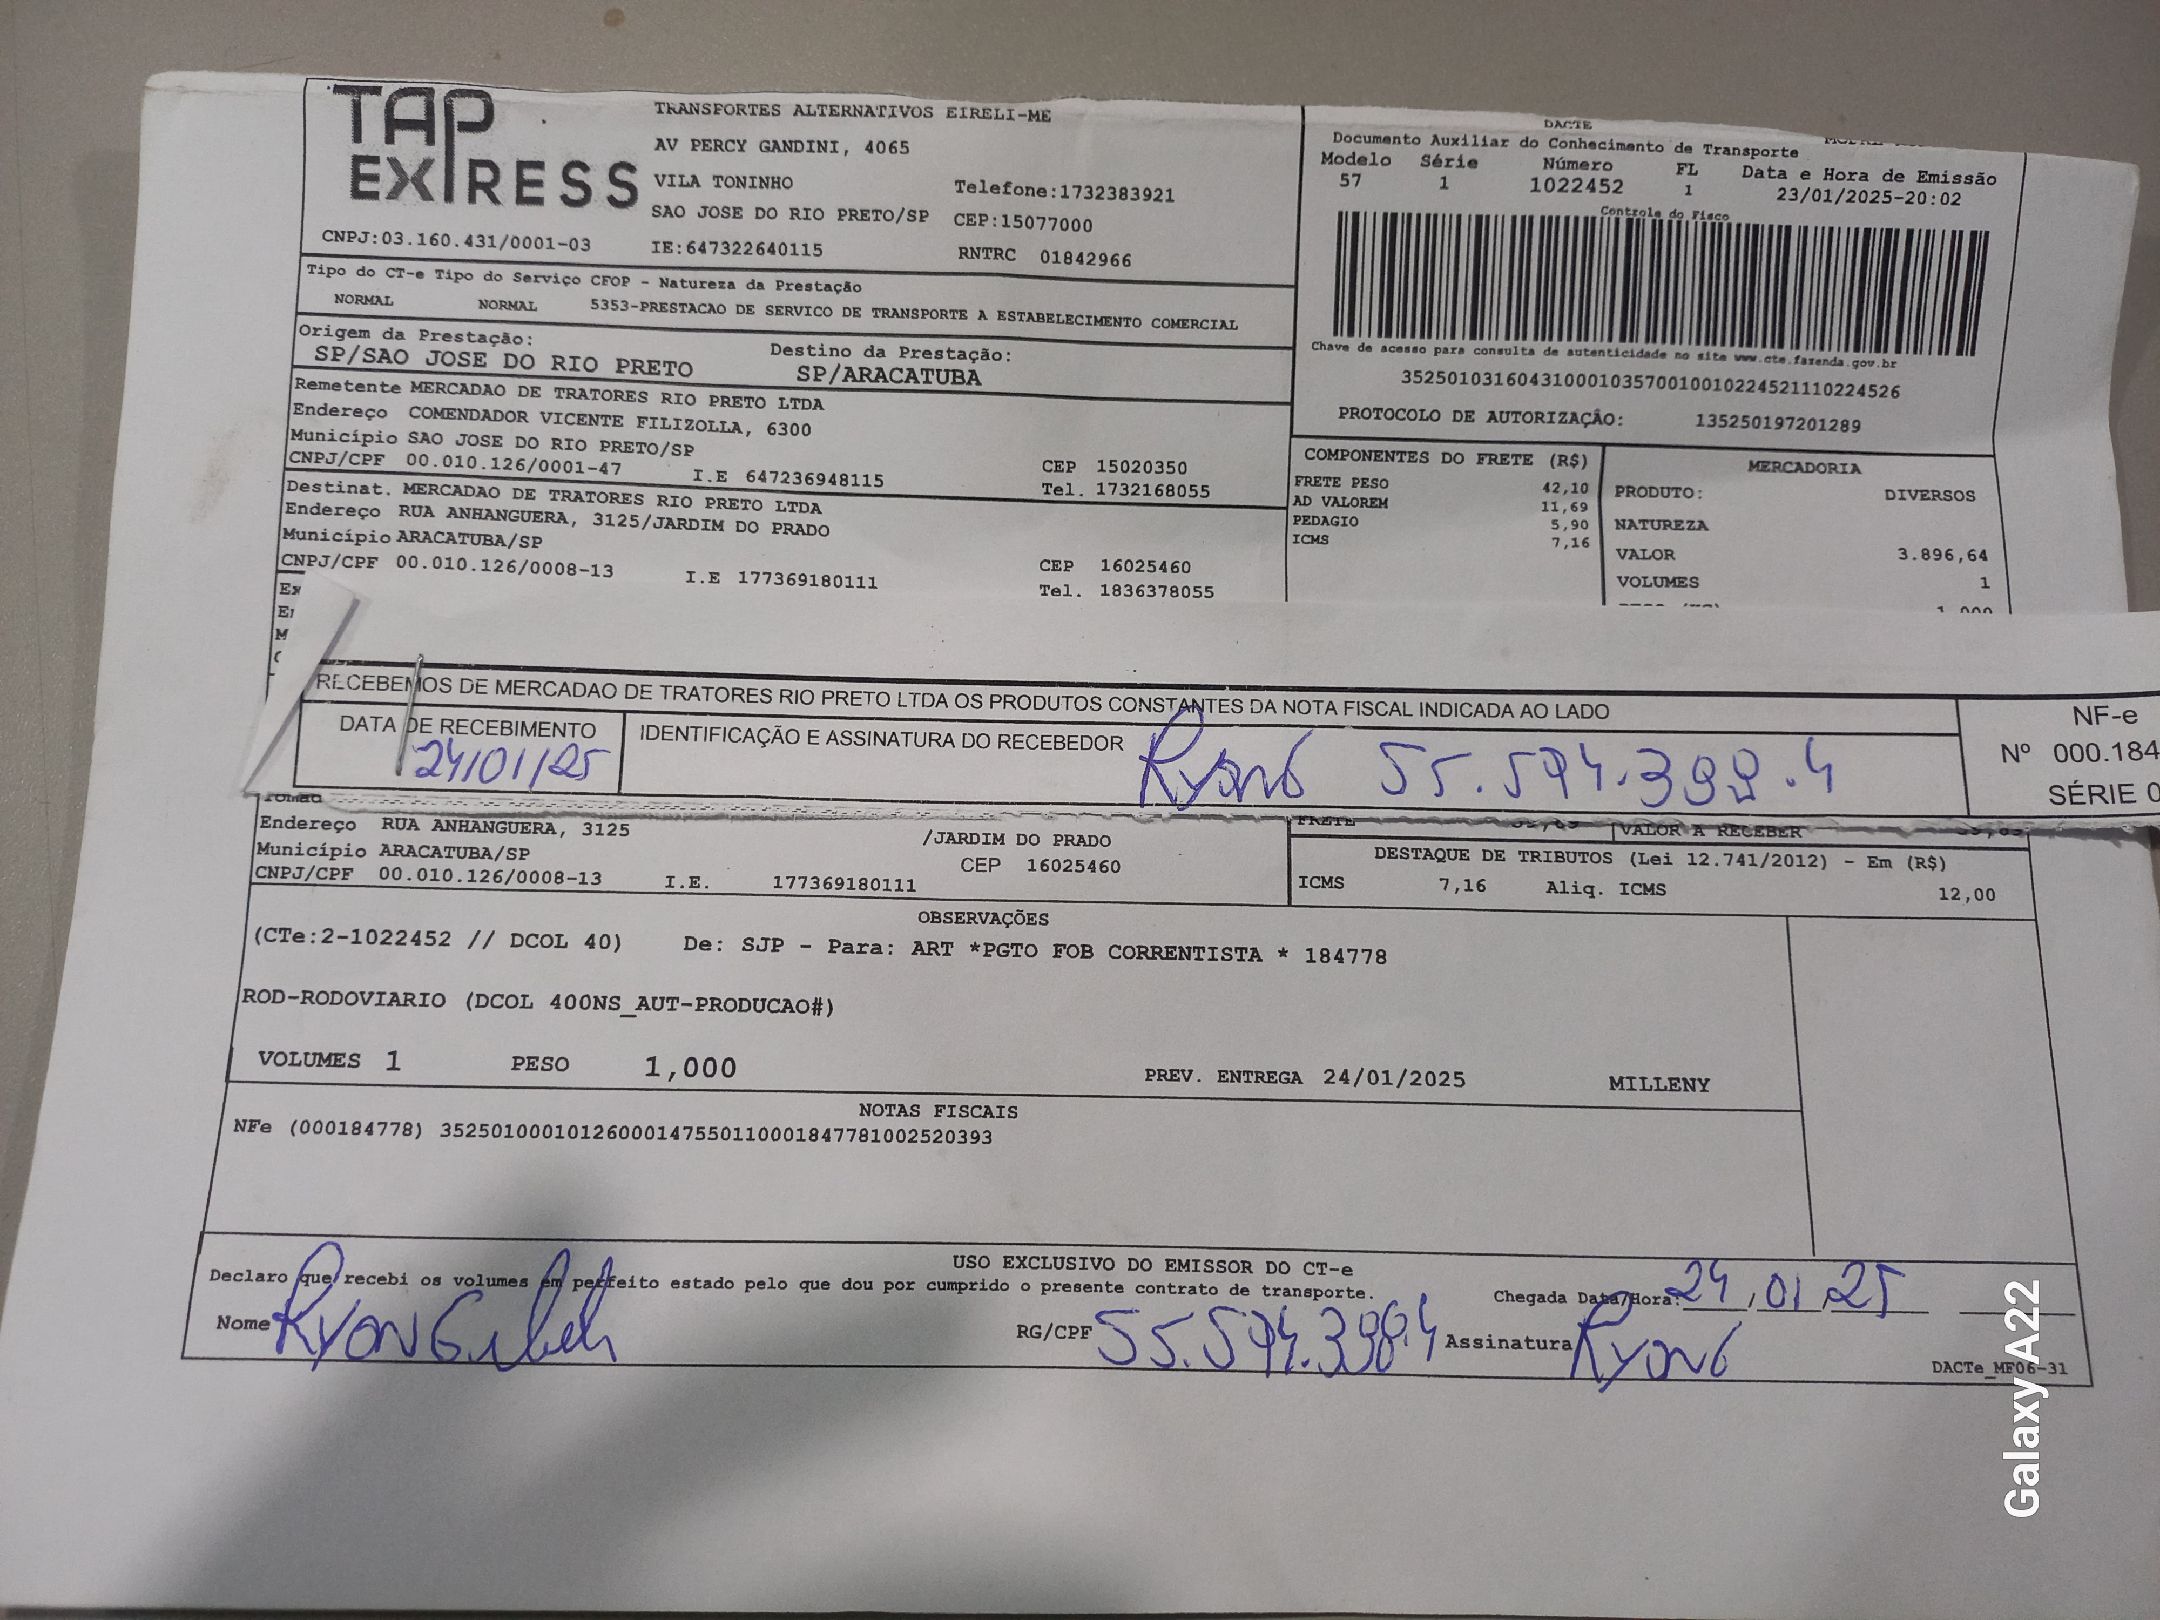 TAP EXPRESS
TRANSPORTES ALTERNATIVOS EIRELI-ME
AV PERCY GANDINI, 4065
VILA TONINHO Telefone:1732383921
SAO JOSE DO RIO PRETO/SP CEP:15077000
CNPJ:03.160.431/0001-03 IE:647322640115 RNTRC 01842966
DACTE
Documento Auxiliar do Conhecimento de Transporte
Modelo Série Número FL Data e Hora de Emissão
57 1 1022452 1 23/01/2025-20:02
Controle do Fisco
Tipo do CT-e Tipo do Serviço CFOP - Natureza da Prestação
NORMAL NORMAL 5353-PRESTACAO DE SERVICO DE TRANSPORTE A ESTABELECIMENTO COMERCIAL
Origem da Prestação: Destino da Prestação:
SP/SAO JOSE DO RIO PRETO SP/ARACATUBA
Chave de acesso para consulta de autenticidade no site www.cte.fazenda.gov.br
35250103160431000103570010010224521110224526
PROTOCOLO DE AUTORIZAÇÃO: 135250197201289
Remetente MERCADAO DE TRATORES RIO PRETO LTDA
Endereço COMENDADOR VICENTE FILIZOLLA, 6300
Município SAO JOSE DO RIO PRETO/SP CEP 15020350
CNPJ/CPF 00.010.126/0001-47 I.E 647236948115 Tel. 1732168055
Destinat. MERCADAO DE TRATORES RIO PRETO LTDA
Endereço RUA ANHANGUERA, 3125/JARDIM DO PRADO
Município ARACATUBA/SP CEP 16025460
CNPJ/CPF 00.010.126/0008-13 I.E 177369180111 Tel. 1836378055
COMPONENTES DO FRETE (R$) MERCADORIA
FRETE PESO 42,10 PRODUTO: DIVERSOS
AD VALOREM 11,69
PEDAGIO 5,90 NATUREZA
ICMS 7,16 VALOR 3.896,64
VOLUMES 1
RECEBEMOS DE MERCADAO DE TRATORES RIO PRETO LTDA OS PRODUTOS CONSTANTES DA NOTA FISCAL INDICADA AO LADO
DATA DE RECEBIMENTO IDENTIFICAÇÃO E ASSINATURA DO RECEBEDOR
24/01/25 Ryan G 55.594.398.4
NF-e
Nº 000.184
SÉRIE 0
FRETE VALOR A RECEBER
Endereço RUA ANHANGUERA, 3125 /JARDIM DO PRADO
Município ARACATUBA/SP CEP 16025460
CNPJ/CPF 00.010.126/0008-13 I.E. 177369180111
DESTAQUE DE TRIBUTOS (Lei 12.741/2012) - Em (R$)
ICMS 7,16 Aliq. ICMS 12,00
OBSERVAÇÕES
(CTe:2-1022452 // DCOL 40) De: SJP - Para: ART *PGTO FOB CORRENTISTA * 184778
ROD-RODOVIARIO (DCOL 400NS_AUT-PRODUCAO#)
VOLUMES 1 PESO 1,000 PREV. ENTREGA 24/01/2025 MILLENY
NOTAS FISCAIS
NFe (000184778) 35250100010126000147550110001847781002520393
USO EXCLUSIVO DO EMISSOR DO CT-e
Declaro que recebi os volumes em perfeito estado pelo que dou por cumprido o presente contrato de transporte. Chegada Data/Hora: 24/01/25
Nome Ryan RG/CPF 55.594.398.4 Assinatura Ryan G
DACTe_MF06-31
Galaxy A22